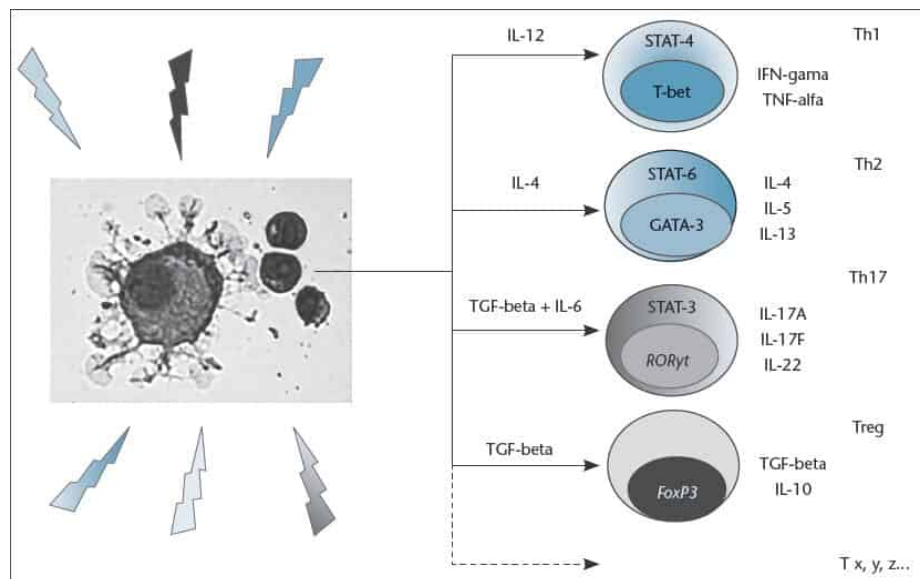 IL-12
STAT-4
T-bet
Th1
IFN-gama
TNF-alfa
IL-4
STAT-6
GATA-3
Th2
IL-4
IL-5
IL-13
TGF-beta + IL-6
STAT-3
RORyt
Th17
IL-17A
IL-17F
IL-22
TGF-beta
FoxP3
Treg
TGF-beta
IL-10
T x, y, z...